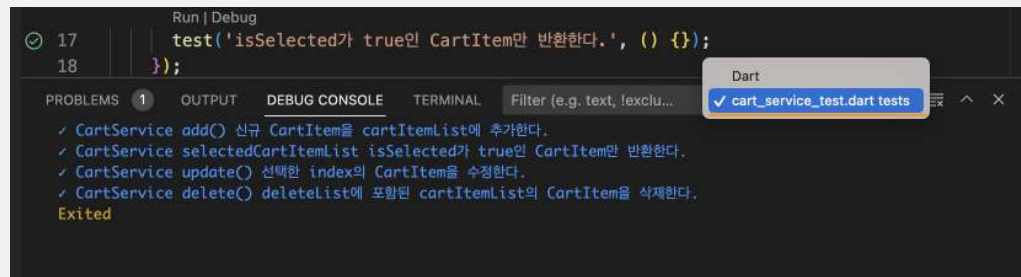 Run | Debug
17 test('isSelected가 true인 CartItem만 반환한다.', () {});
18 });
Dart
PROBLEMS 1 OUTPUT DEBUG CONSOLE TERMINAL Filter (e.g. text, !exclu... ✓ cart_service_test.dart tests
✓ CartService add() 신규 CartItem을 cartItemList에 추가한다.
✓ CartService selectedCartItemList isSelected가 true인 CartItem만 반환한다.
✓ CartService update() 선택한 index의 CartItem을 수정한다.
✓ CartService delete() deleteList에 포함된 cartItemList의 CartItem을 삭제한다.
Exited